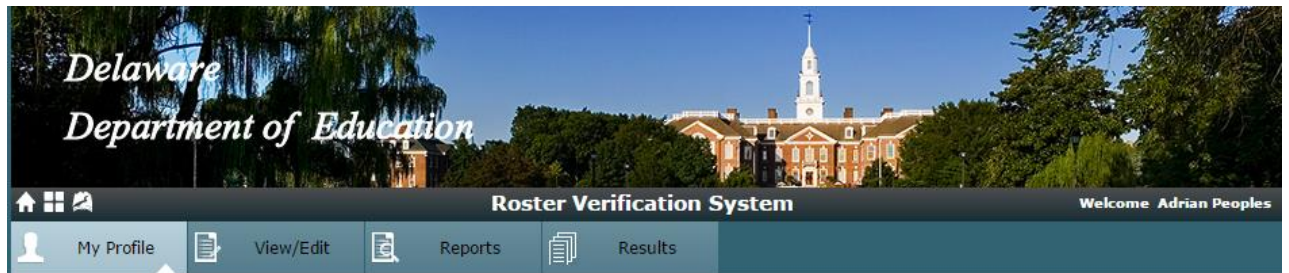 Delaware
Department of Education
Roster Verification System
Welcome Adrian Peoples
My Profile
View/Edit
Reports
Results